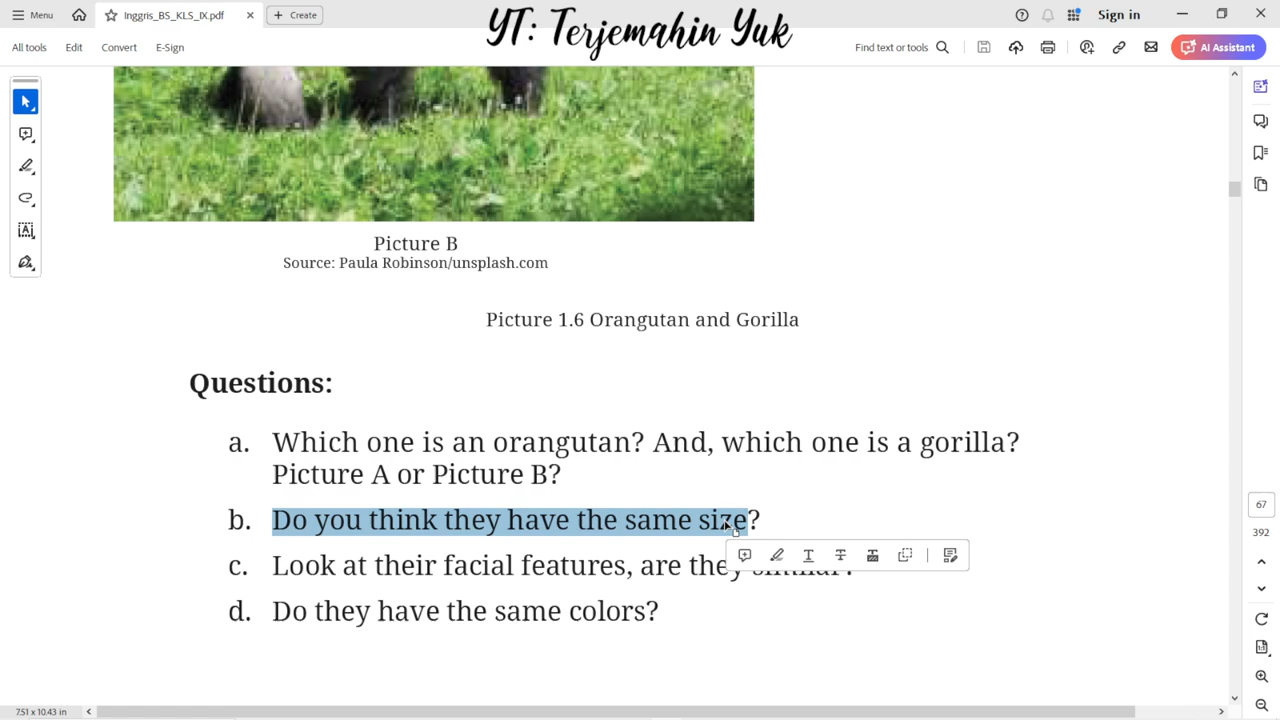 Menu
Inggris_BS_KLS_IX.pdf
Create
YT: Terjemahin Yuk
Sign in
All tools
Edit
Convert
E-Sign
Find text or tools
AI Assistant
Picture B
Source: Paula Robinson/unsplash.com
Picture 1.6 Orangutan and Gorilla
Questions:
a. Which one is an orangutan? And, which one is a gorilla?
Picture A or Picture B?
b. Do you think they have the same size?
c. Look at their facial features, are they similar?
d. Do they have the same colors?
67
392
7.51 x 10.43 in